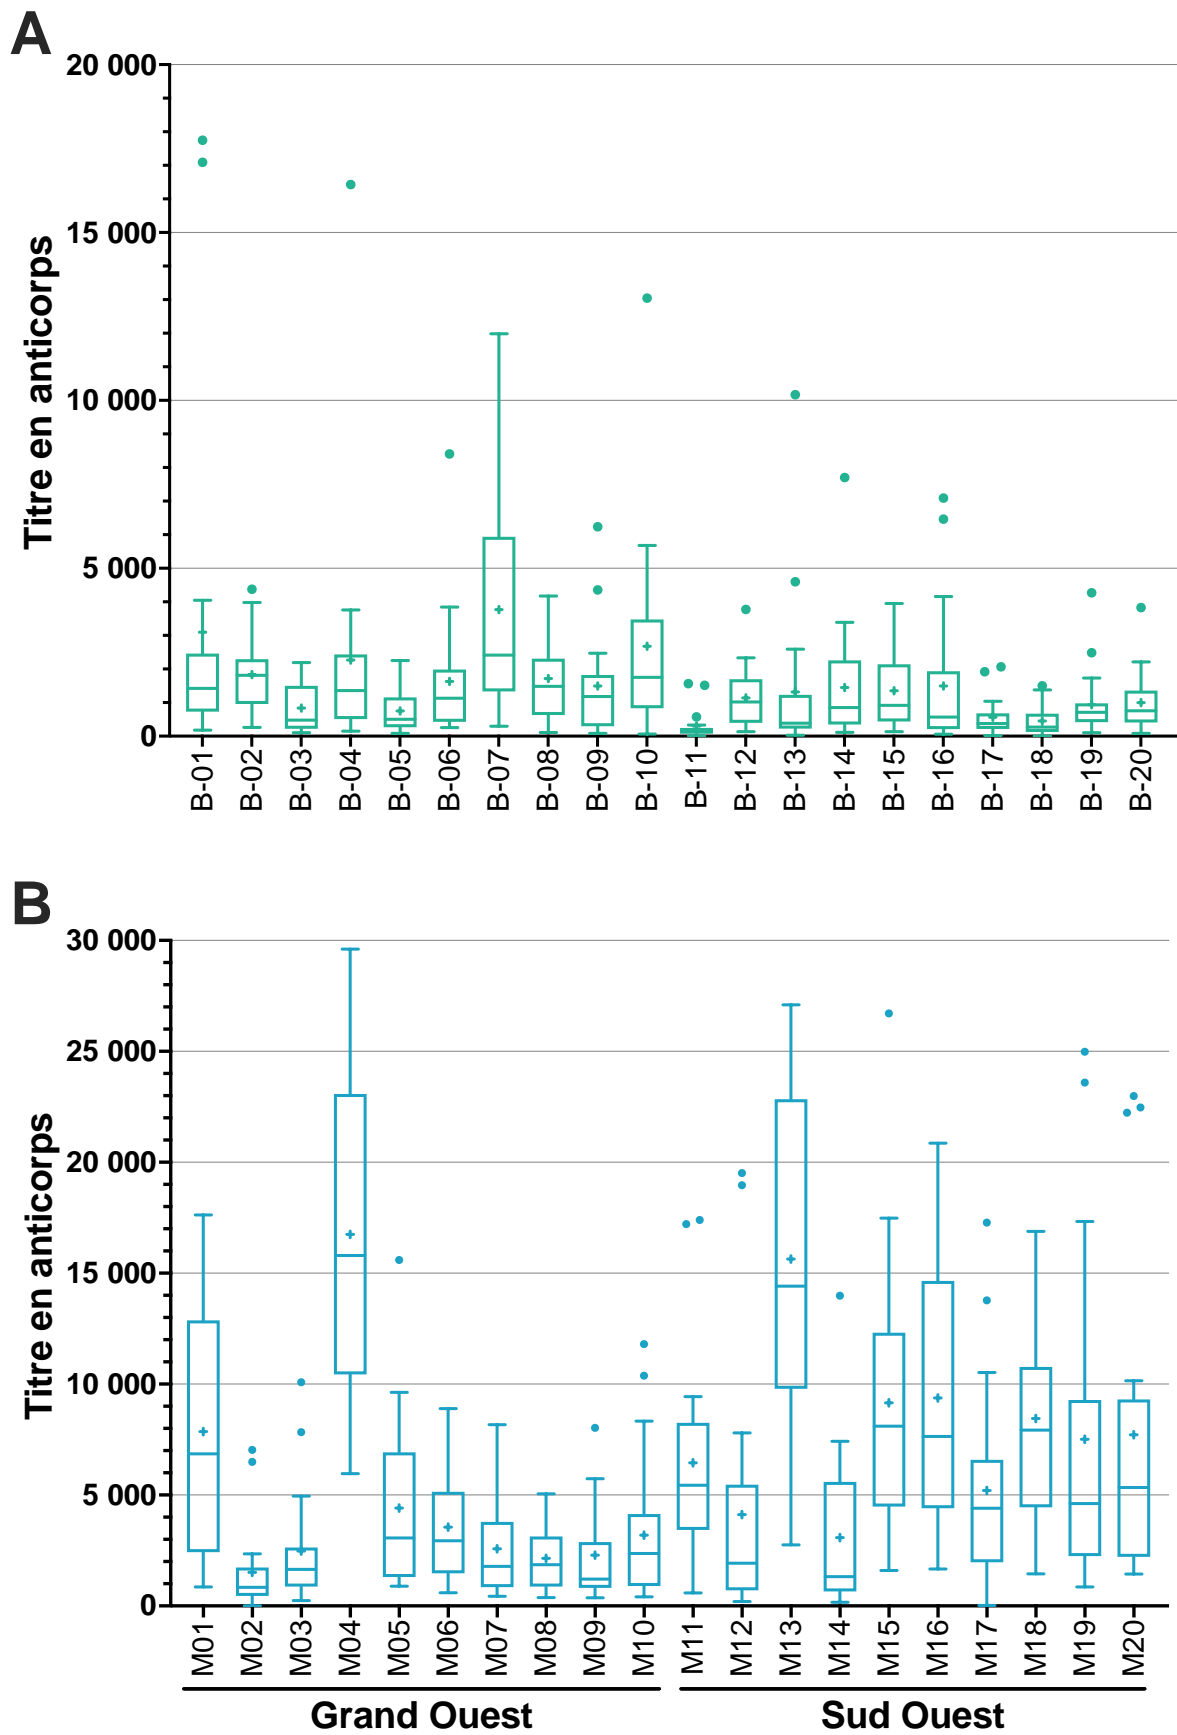 A
20 000
15 000
10 000
5 000
0
Titre en anticorps
B-01 B-02 B-03 B-04 B-05 B-06 B-07 B-08 B-09 B-10 B-11 B-12 B-13 B-14 B-15 B-16 B-17 B-18 B-19 B-20
B
30 000
25 000
20 000
15 000
10 000
5 000
0
Titre en anticorps
M01 M02 M03 M04 M05 M06 M07 M08 M09 M10 M11 M12 M13 M14 M15 M16 M17 M18 M19 M20
Grand Ouest Sud Ouest